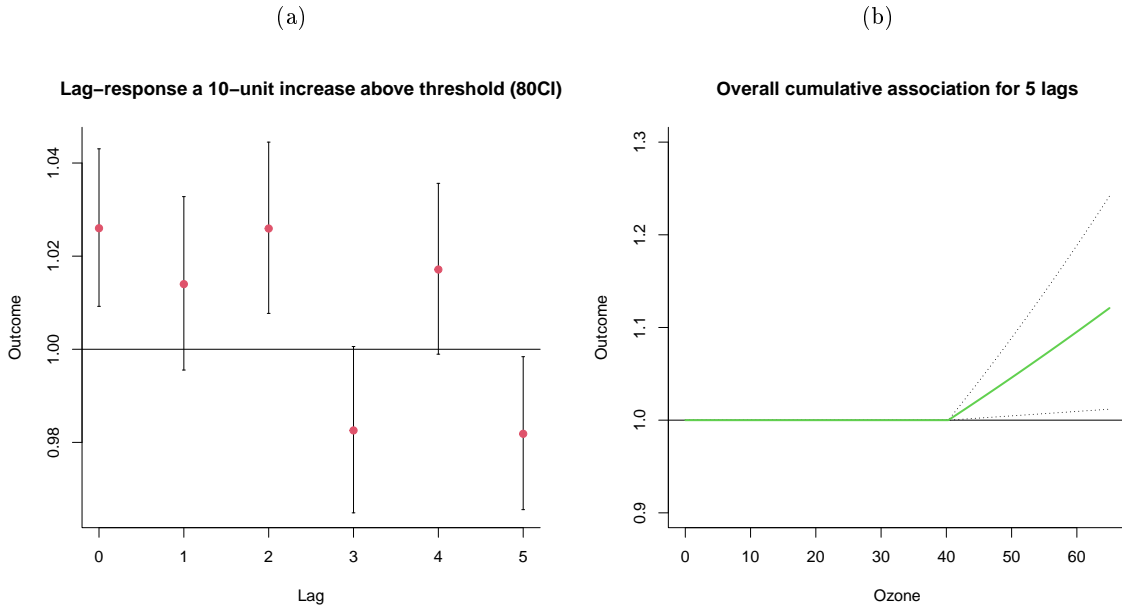 (a)
Lag−response a 10−unit increase above threshold (80CI)
Outcome
1.04
1.02
1.00
0.98
0 1 2 3 4 5
Lag
(b)
Overall cumulative association for 5 lags
Outcome
1.3
1.2
1.1
1.0
0.9
0 10 20 30 40 50 60
Ozone